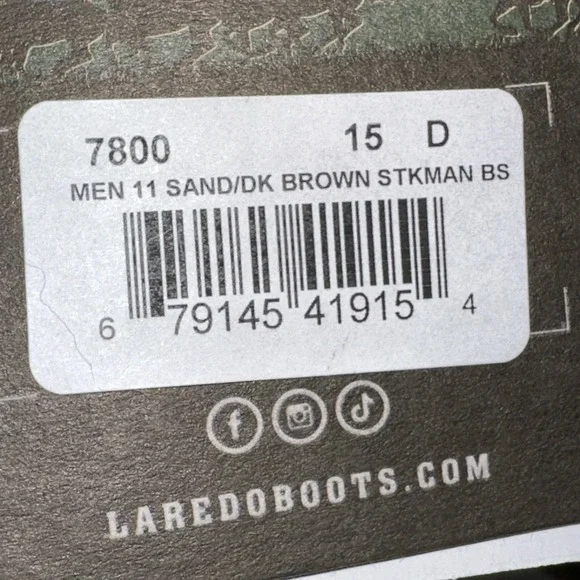 7800 15 D
MEN 11 SAND/DK BROWN STKMAN BS
6 79145 41915 4
LAREDOBOOTS.COM